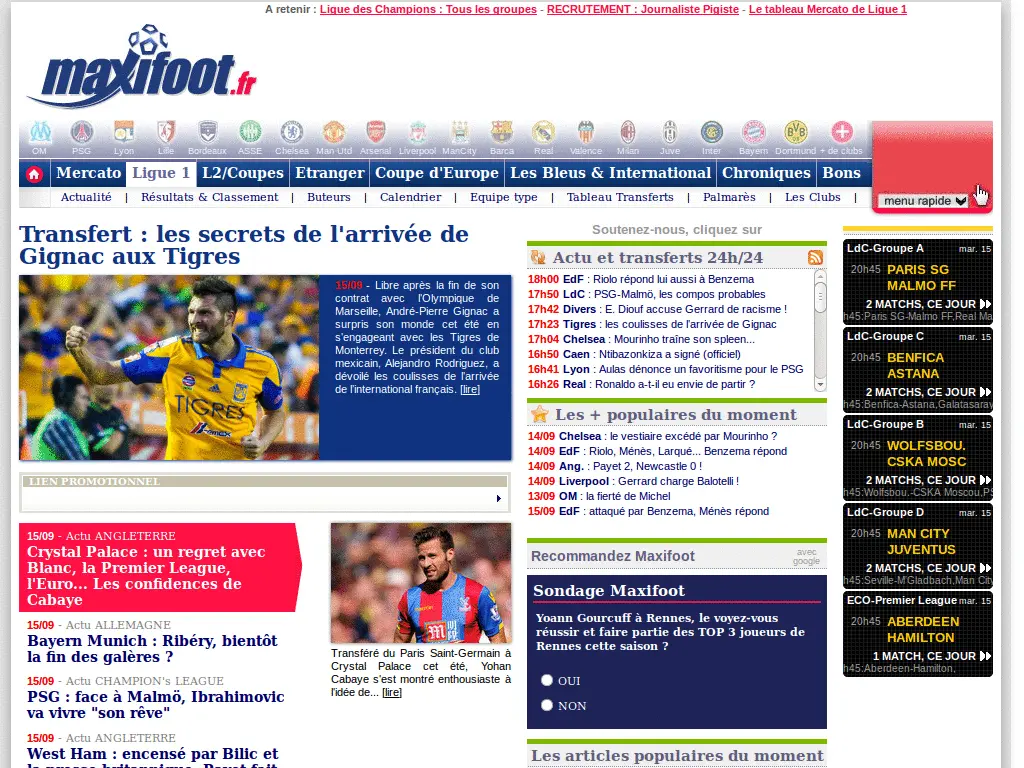 A retenir : Ligue des Champions : Tous les groupes - RECRUTEMENT : Journaliste Pigiste - Le tableau Mercato de Ligue 1
maxifoot.fr
OM PSG Lyon Lille Bordeaux ASSE Chelsea Man Utd Arsenal Liverpool ManCity Barca Real Valence Milan Juve Inter Bayern Dortmund + de clubs
Mercato Ligue 1 L2/Coupes Etranger Coupe d'Europe Les Bleus & International Chroniques Bons
menu rapide
Actualité | Résultats & Classement | Buteurs | Calendrier | Equipe type | Tableau Transferts | Palmarès | Les Clubs |
Transfert : les secrets de l'arrivée de
Gignac aux Tigres
15/09 - Libre après la fin de son
contrat avec l'Olympique de
Marseille, André-Pierre Gignac a
surpris son monde cet été en
s'engageant avec les Tigres de
Monterrey. Le président du club
mexicain, Alejandro Rodriguez, a
dévoilé les coulisses de l'arrivée
de l'international français. [lire]
TIGRES
CEMEX
LIEN PROMOTIONNEL
15/09 - Actu ANGLETERRE
Crystal Palace : un regret avec
Blanc, la Premier League,
l'Euro... Les confidences de
Cabaye
15/09 - Actu ALLEMAGNE
Bayern Munich : Ribéry, bientôt
la fin des galères ?
15/09 - Actu CHAMPION's LEAGUE
PSG : face à Malmö, Ibrahimovic
va vivre "son rêve"
15/09 - Actu ANGLETERRE
West Ham : encensé par Bilic et
la presse britannique, Payet fait
Transféré du Paris Saint-Germain à
Crystal Palace cet été, Yohan
Cabaye s'est montré enthousiaste à
l'idée de... [lire]
Soutenez-nous, cliquez sur
Actu et transferts 24h/24
18h00 EdF : Riolo répond lui aussi à Benzema
17h50 LdC : PSG-Malmö, les compos probables
17h42 Divers : E. Diouf accuse Gerrard de racisme !
17h23 Tigres : les coulisses de l'arrivée de Gignac
17h04 Chelsea : Mourinho traîne son spleen...
16h50 Caen : Ntibazonkiza a signé (officiel)
16h41 Lyon : Aulas dénonce un favoritisme pour le PSG
16h26 Real : Ronaldo a-t-il eu envie de partir ?
Les + populaires du moment
14/09 Chelsea : le vestiaire excédé par Mourinho ?
14/09 EdF : Riolo, Ménès, Larqué... Benzema répond
14/09 Ang. : Payet 2, Newcastle 0 !
14/09 Liverpool : Gerrard charge Balotelli !
13/09 OM : la fierté de Michel
15/09 EdF : attaqué par Benzema, Ménès répond
Recommandez Maxifoot
avec
google
Sondage Maxifoot
Yoann Gourcuff à Rennes, le voyez-vous
réussir et faire partie des TOP 3 joueurs de
Rennes cette saison ?
OUI
NON
Les articles populaires du moment
LdC-Groupe A mar. 15
20h45 PARIS SG
MALMO FF
2 MATCHS, CE JOUR
h45:Paris SG-Malmo FF,Real Ma
LdC-Groupe C mar. 15
20h45 BENFICA
ASTANA
2 MATCHS, CE JOUR
h45:Benfica-Astana,Galatasaray
LdC-Groupe B mar. 15
20h45 WOLFSBOU.
CSKA MOSC
2 MATCHS, CE JOUR
h45:Wolfsbou.-CSKA Moscou,PS
LdC-Groupe D mar. 15
20h45 MAN CITY
JUVENTUS
2 MATCHS, CE JOUR
h45:Seville-M'Gladbach,Man City
ECO-Premier League mar. 15
20h45 ABERDEEN
HAMILTON
1 MATCH, CE JOUR
h45:Aberdeen-Hamilton,